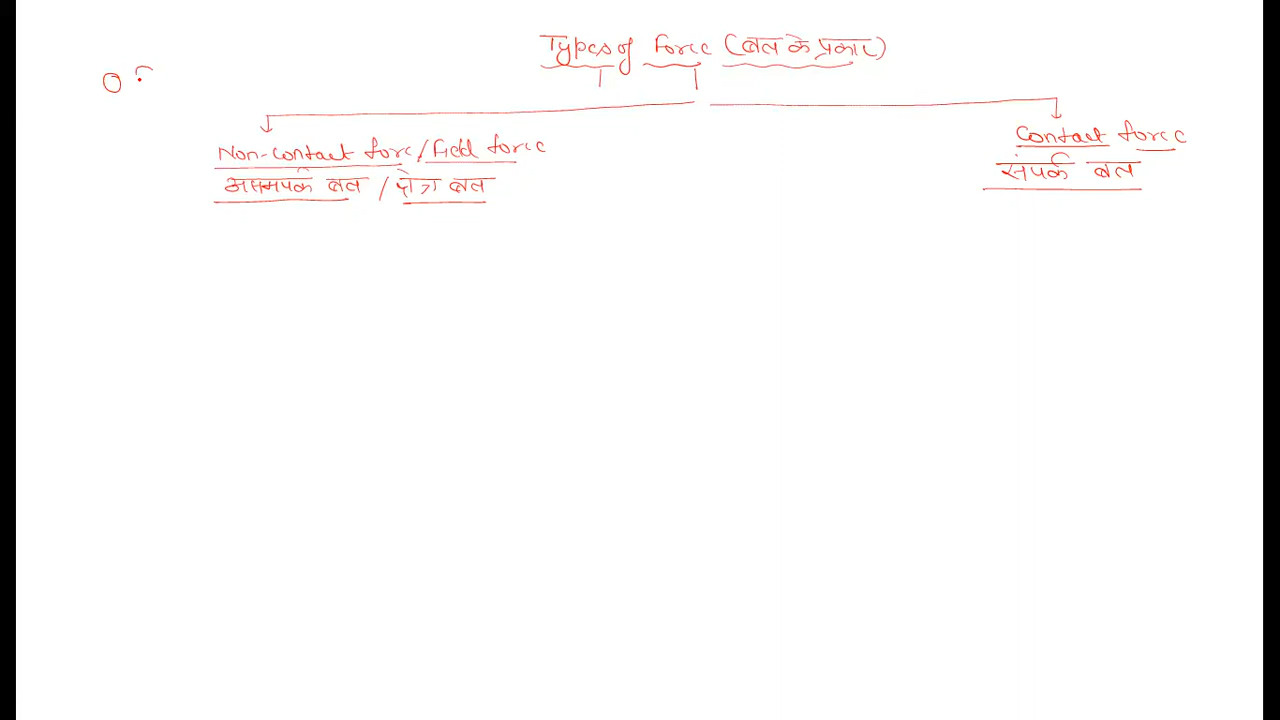 Types of Force (बल के प्रकार)
Non-contact force / Field force
असम्पर्क बल / क्षेत्र बल
Contact force
संपर्क बल